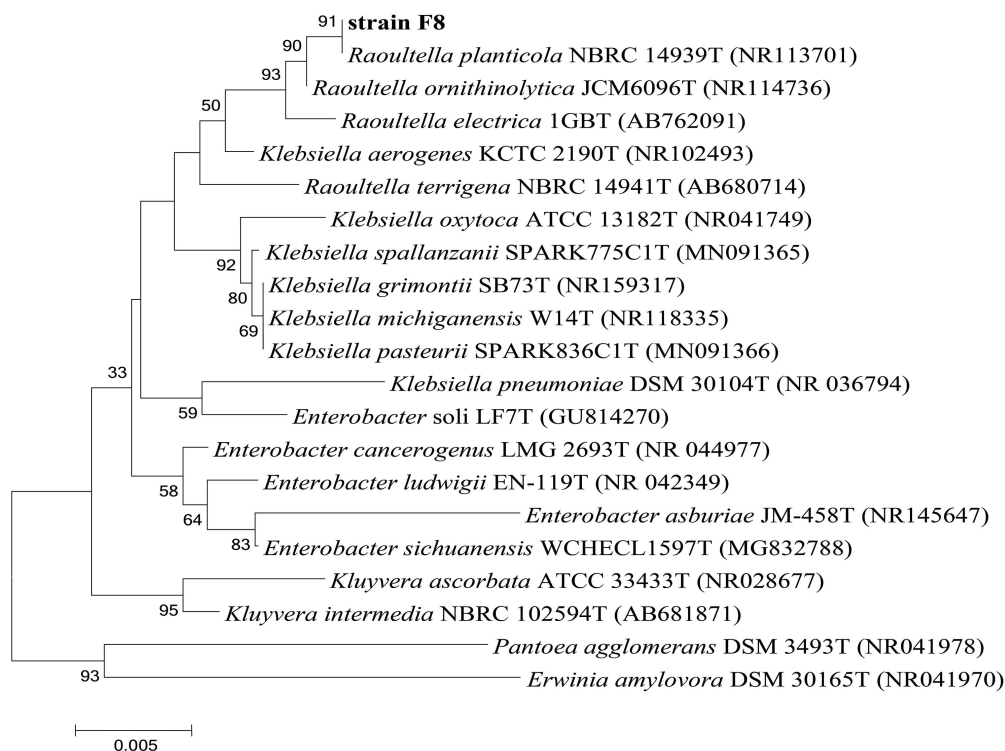 91 strain F8
90
Raoultella planticola NBRC 14939T (NR113701)
93
Raoultella ornithinolytica JCM6096T (NR114736)
50
Raoultella electrica 1GBT (AB762091)
Klebsiella aerogenes KCTC 2190T (NR102493)
Raoultella terrigena NBRC 14941T (AB680714)
Klebsiella oxytoca ATCC 13182T (NR041749)
Klebsiella spallanzanii SPARK775C1T (MN091365)
92
Klebsiella grimontii SB73T (NR159317)
80
Klebsiella michiganensis W14T (NR118335)
69
Klebsiella pasteurii SPARK836C1T (MN091366)
33
Klebsiella pneumoniae DSM 30104T (NR 036794)
59
Enterobacter soli LF7T (GU814270)
Enterobacter cancerogenus LMG 2693T (NR 044977)
Enterobacter ludwigii EN-119T (NR 042349)
58
Enterobacter asburiae JM-458T (NR145647)
64
Enterobacter sichuanensis WCHECL1597T (MG832788)
83
Kluyvera ascorbata ATCC 33433T (NR028677)
95
Kluyvera intermedia NBRC 102594T (AB681871)
Pantoea agglomerans DSM 3493T (NR041978)
93
Erwinia amylovora DSM 30165T (NR041970)
0.005